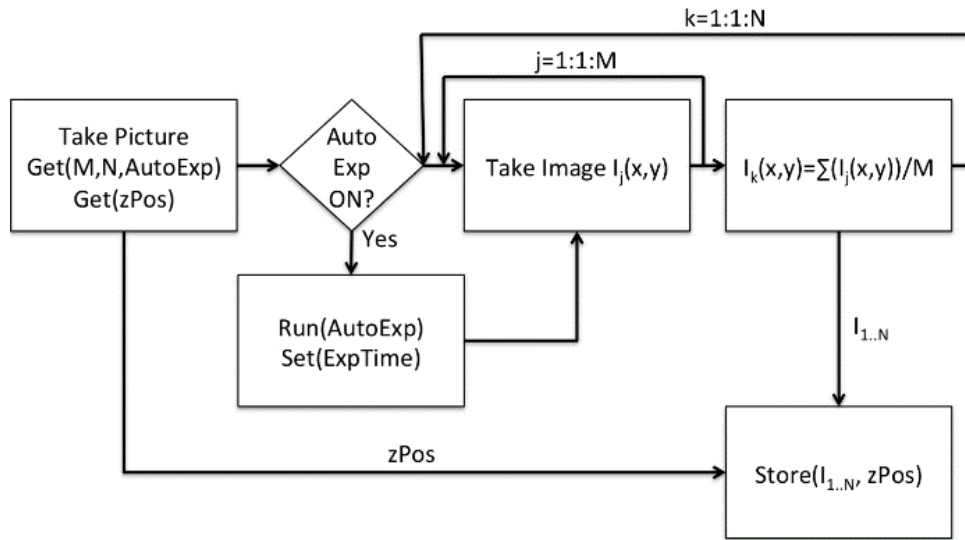 k=1:1:N
j=1:1:M
Take Picture
Get(M,N,AutoExp)
Get(zPos)
Auto
Exp
ON?
Take Image Iⱼ(x,y)
Iₖ(x,y)=∑(Iⱼ(x,y))/M
Yes
Run(AutoExp)
Set(ExpTime)
I₁..N
zPos
Store(I₁..N, zPos)